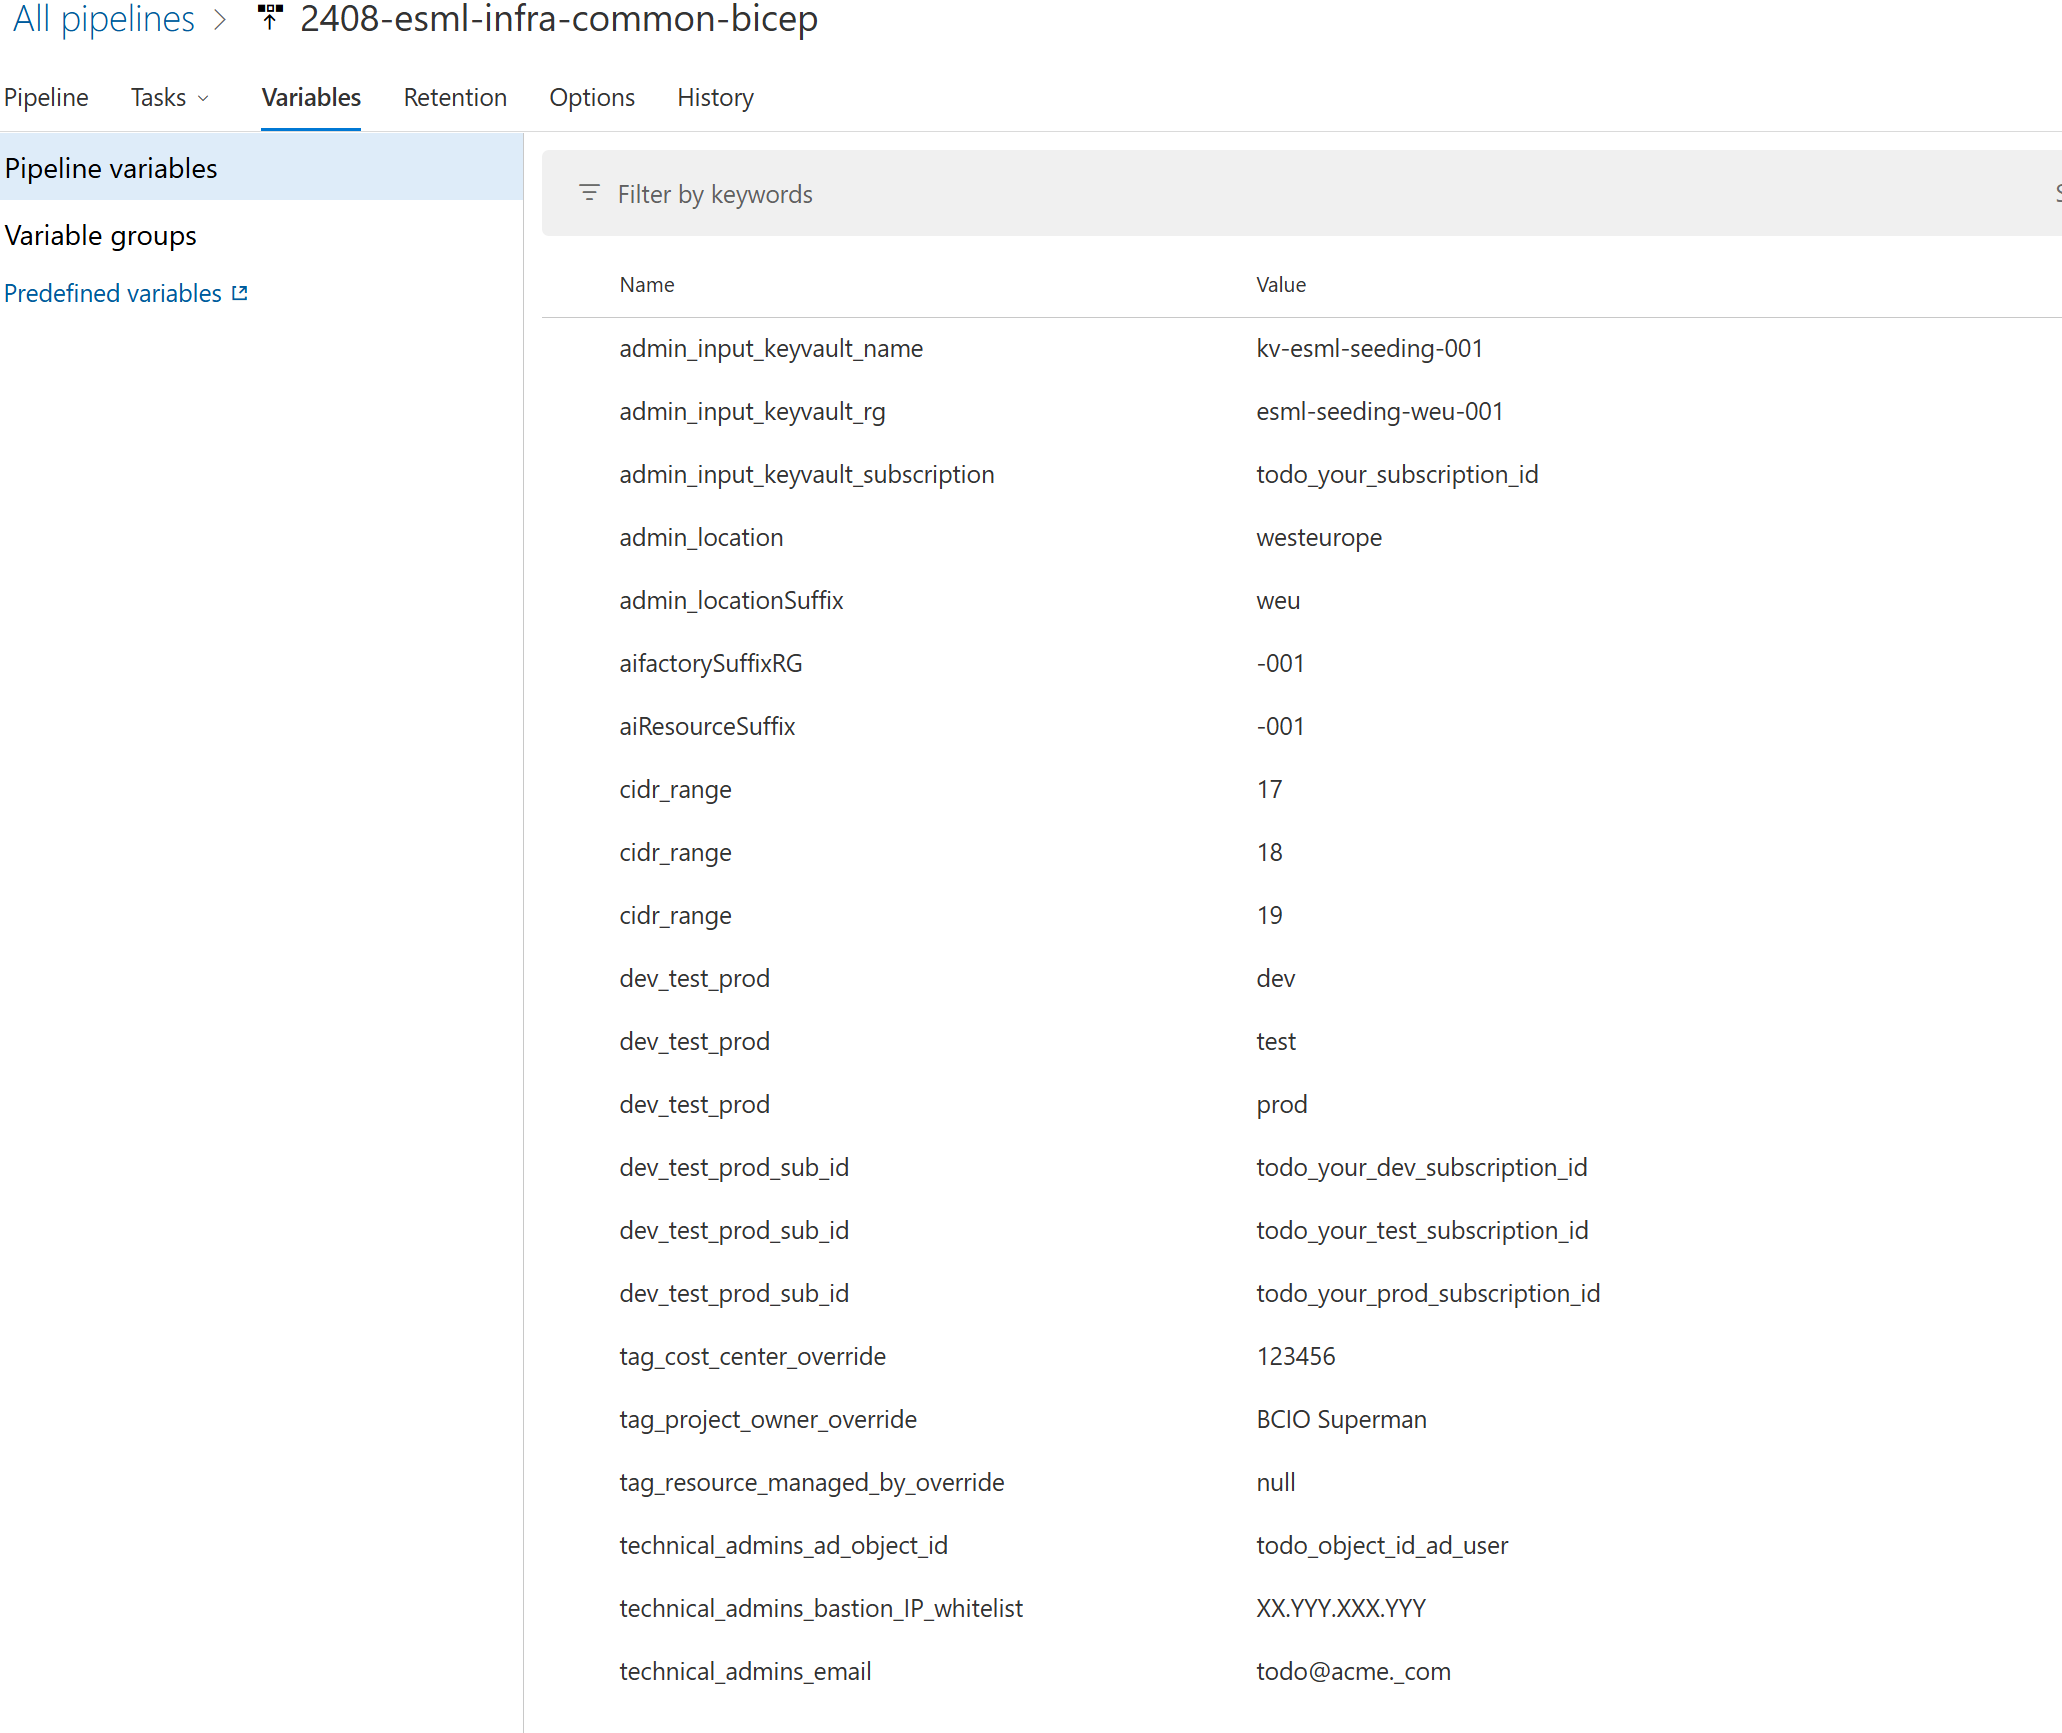 All pipelines > 2408-esml-infra-common-bicep
Pipeline Tasks Variables Retention Options History
Pipeline variables
Variable groups
Predefined variables
Filter by keywords
Name Value
admin_input_keyvault_name kv-esml-seeding-001
admin_input_keyvault_rg esml-seeding-weu-001
admin_input_keyvault_subscription todo_your_subscription_id
admin_location westeurope
admin_locationSuffix weu
aifactorySuffixRG -001
aiResourceSuffix -001
cidr_range 17
cidr_range 18
cidr_range 19
dev_test_prod dev
dev_test_prod test
dev_test_prod prod
dev_test_prod_sub_id todo_your_dev_subscription_id
dev_test_prod_sub_id todo_your_test_subscription_id
dev_test_prod_sub_id todo_your_prod_subscription_id
tag_cost_center_override 123456
tag_project_owner_override BCIO Superman
tag_resource_managed_by_override null
technical_admins_ad_object_id todo_object_id_ad_user
technical_admins_bastion_IP_whitelist XX.YYY.XXX.YYY
technical_admins_email todo@acme._com